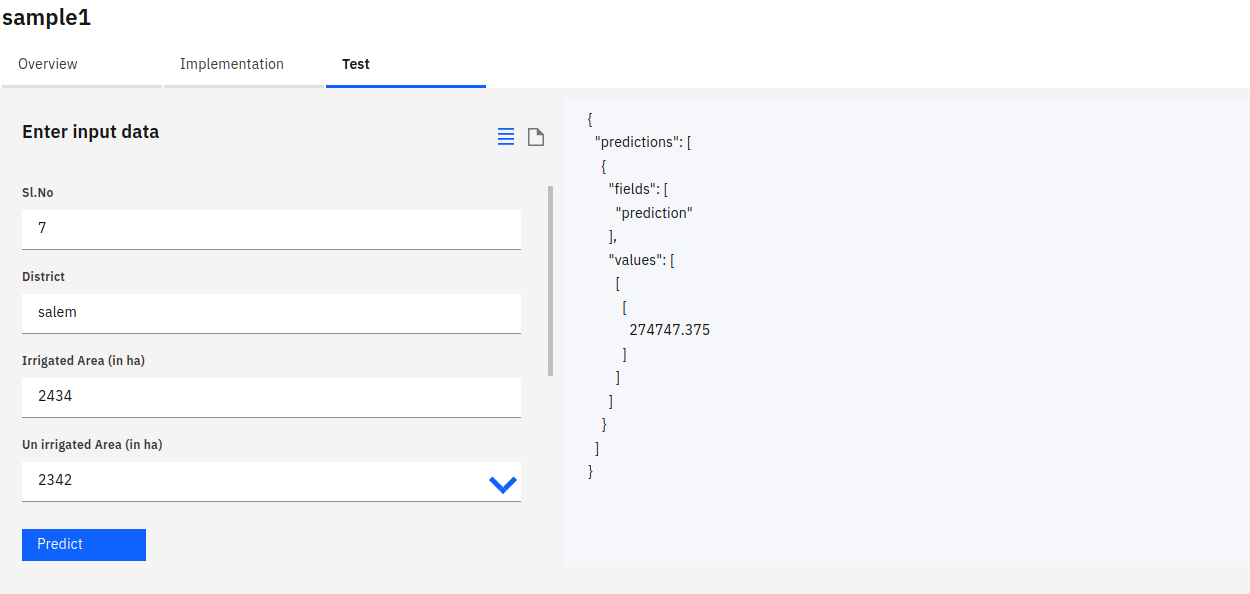 sample1
Overview Implementation Test
Enter input data
Sl.No
7
District
salem
Irrigated Area (in ha)
2434
Un irrigated Area (in ha)
2342
Predict
{
"predictions": [
{
"fields": [
"prediction"
],
"values": [
[
[
274747.375
]
]
]
}
]
}